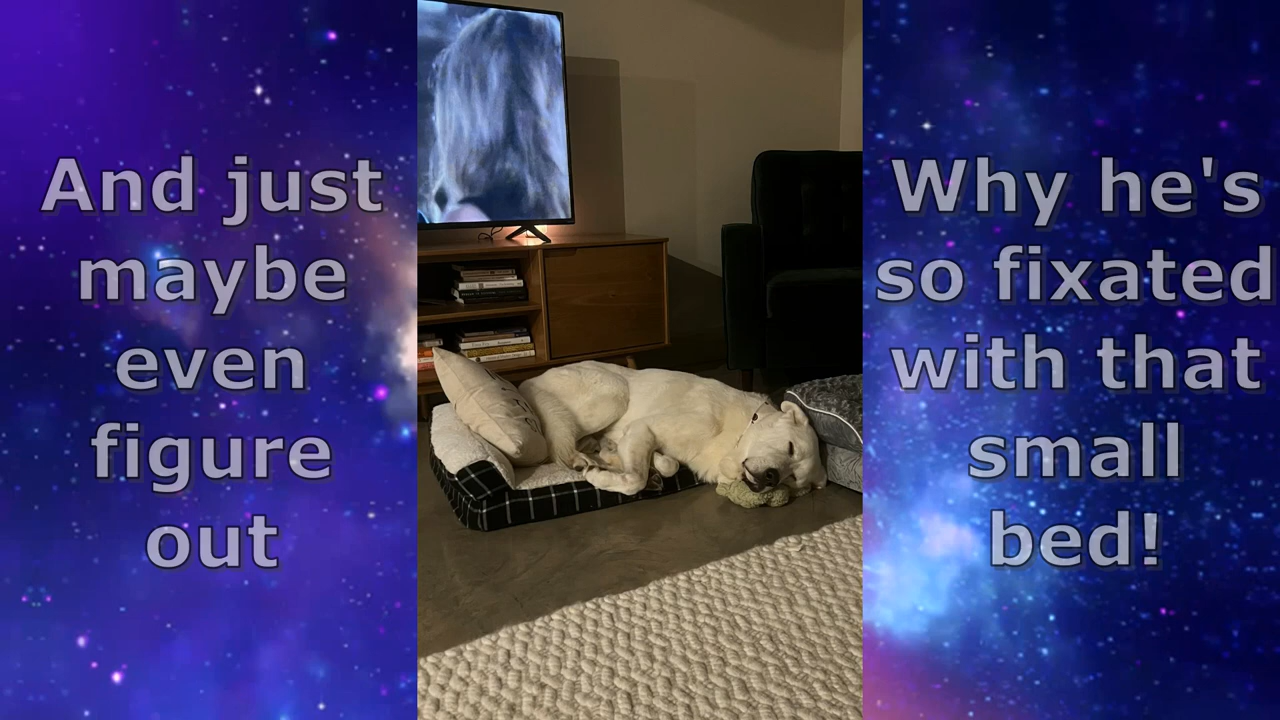 And just
maybe
even
figure
out
Why he's
so fixated
with that
small
bed!